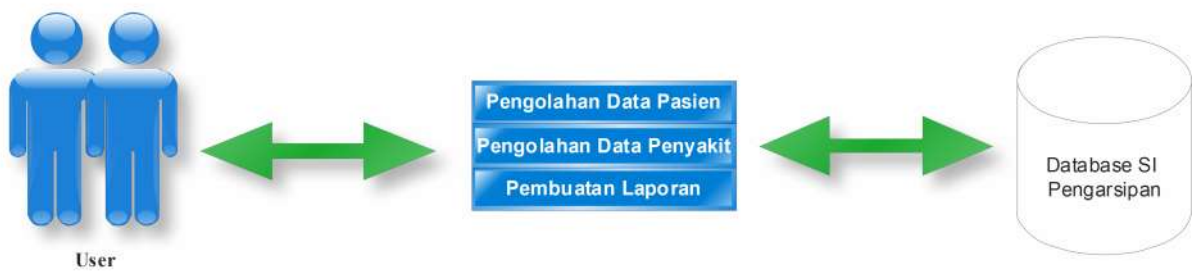 User
Pengolahan Data Pasien
Pengolahan Data Penyakit
Pembuatan Laporan
Database SI
Pengarsipan